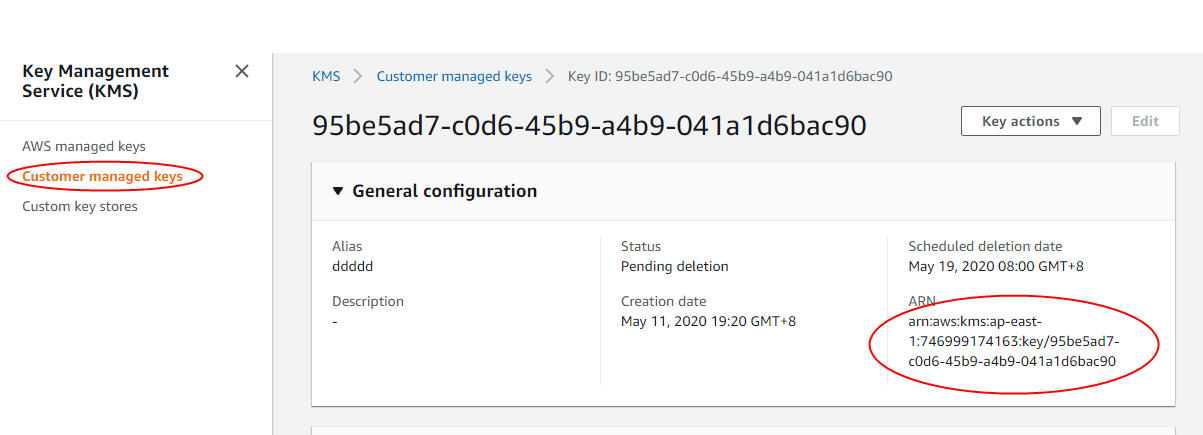 Key Management
Service (KMS)
AWS managed keys
Customer managed keys
Custom key stores
KMS > Customer managed keys > Key ID: 95be5ad7-c0d6-45b9-a4b9-041a1d6bac90
95be5ad7-c0d6-45b9-a4b9-041a1d6bac90
Key actions
Edit
General configuration
Alias
ddddd
Description
-
Status
Pending deletion
Creation date
May 11, 2020 19:20 GMT+8
Scheduled deletion date
May 19, 2020 08:00 GMT+8
ARN
arn:aws:kms:ap-east-
1:746999174163:key/95be5ad7-
c0d6-45b9-a4b9-041a1d6bac90